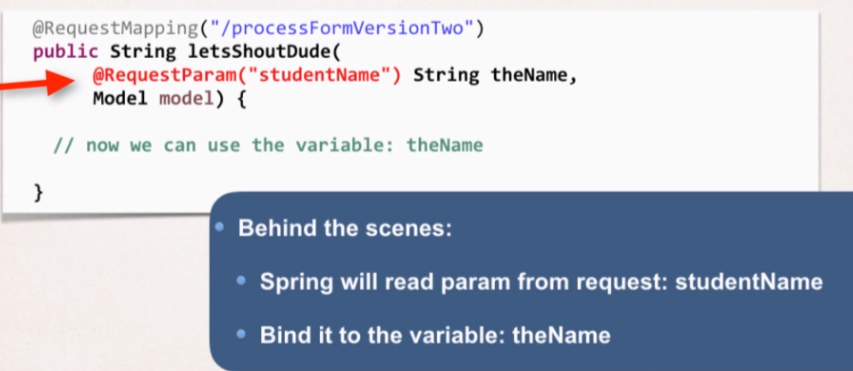 @RequestMapping("/processFormVersionTwo")
public String letsShoutDude(
@RequestParam("studentName") String theName,
Model model) {
// now we can use the variable: theName
}
• Behind the scenes:
• Spring will read param from request: studentName
• Bind it to the variable: theName